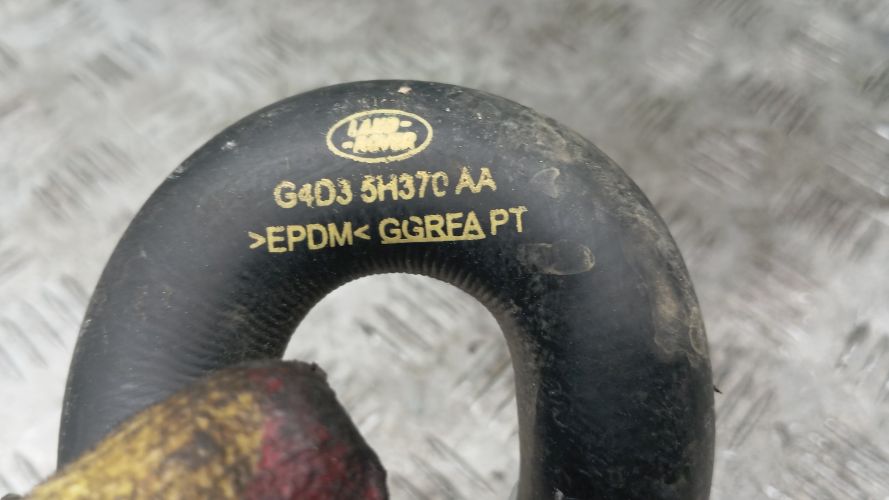 LAND-
-ROVER
G4D3 5H370 AA
>EPDM< GGRFA PT